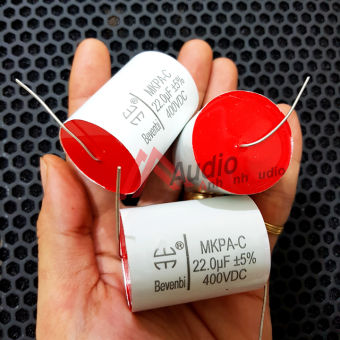 MKPA-C
22.0µF ±5%
400VDC
Bevenbi
Audio
MKPA-C
22.0µF ±5%
400VDC
Bevenbi